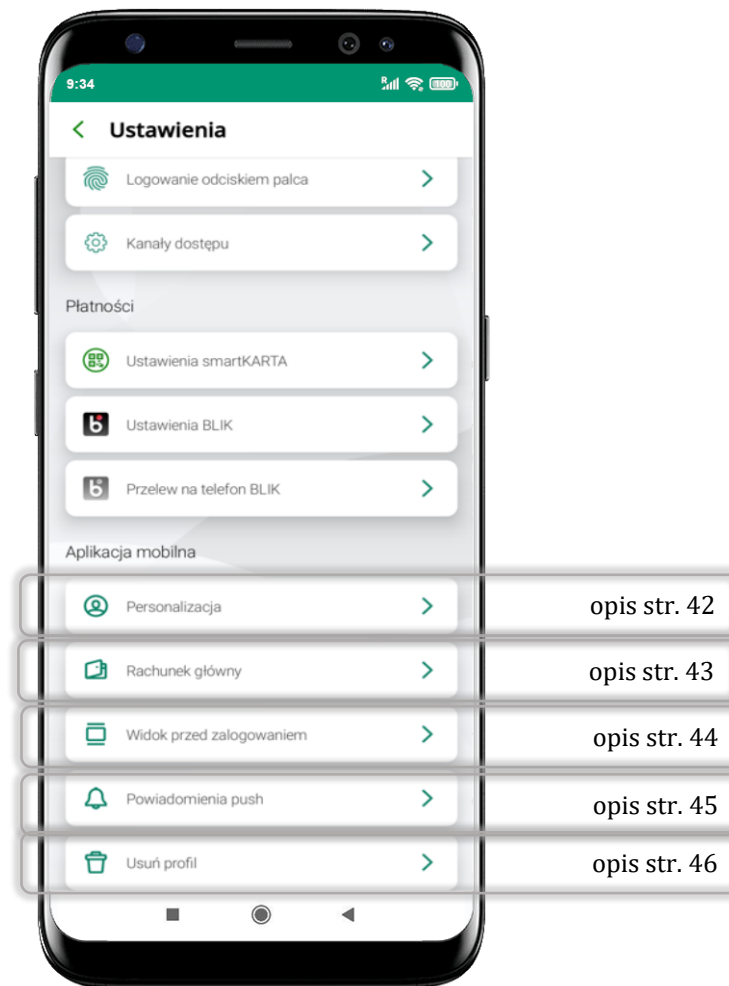 9:34
R
100
Ustawienia
Logowanie odciskiem palca
Kanały dostępu
Płatności
Ustawienia smartKARTA
Ustawienia BLIK
Przelew na telefon BLIK
Aplikacja mobilna
Personalizacja opis str. 42
Rachunek główny opis str. 43
Widok przed zalogowaniem opis str. 44
Powiadomienia push opis str. 45
Usuń profil opis str. 46